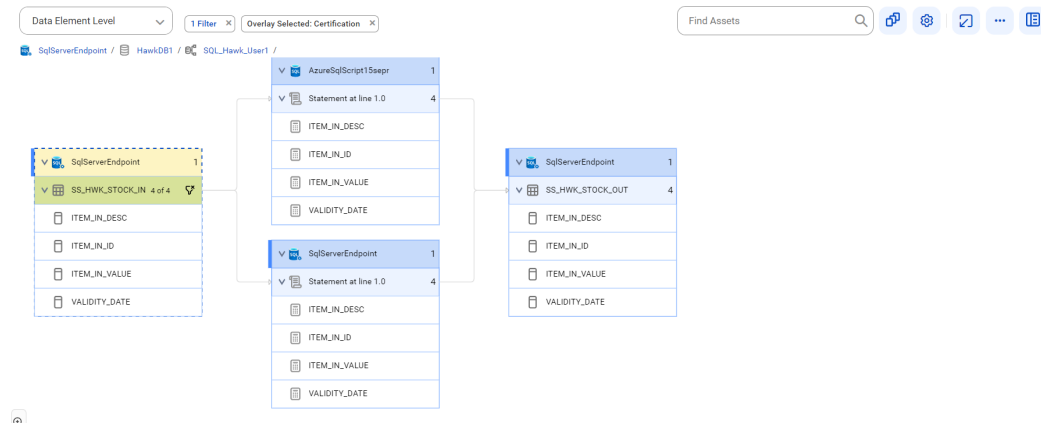 Data Element Level
1 Filter ×
Overlay Selected: Certification ×
Find Assets
SqlServerEndpoint / HawkDB1 / SQL_Hawk_User1 /
SqlServerEndpoint 1
SS_HWK_STOCK_IN 4 of 4
ITEM_IN_DESC
ITEM_IN_ID
ITEM_IN_VALUE
VALIDITY_DATE
AzureSqlScript15sepr 1
Statement at line 1.0 4
ITEM_IN_DESC
ITEM_IN_ID
ITEM_IN_VALUE
VALIDITY_DATE
SqlServerEndpoint 1
Statement at line 1.0 4
ITEM_IN_DESC
ITEM_IN_ID
ITEM_IN_VALUE
VALIDITY_DATE
SqlServerEndpoint 1
SS_HWK_STOCK_OUT 4
ITEM_IN_DESC
ITEM_IN_ID
ITEM_IN_VALUE
VALIDITY_DATE